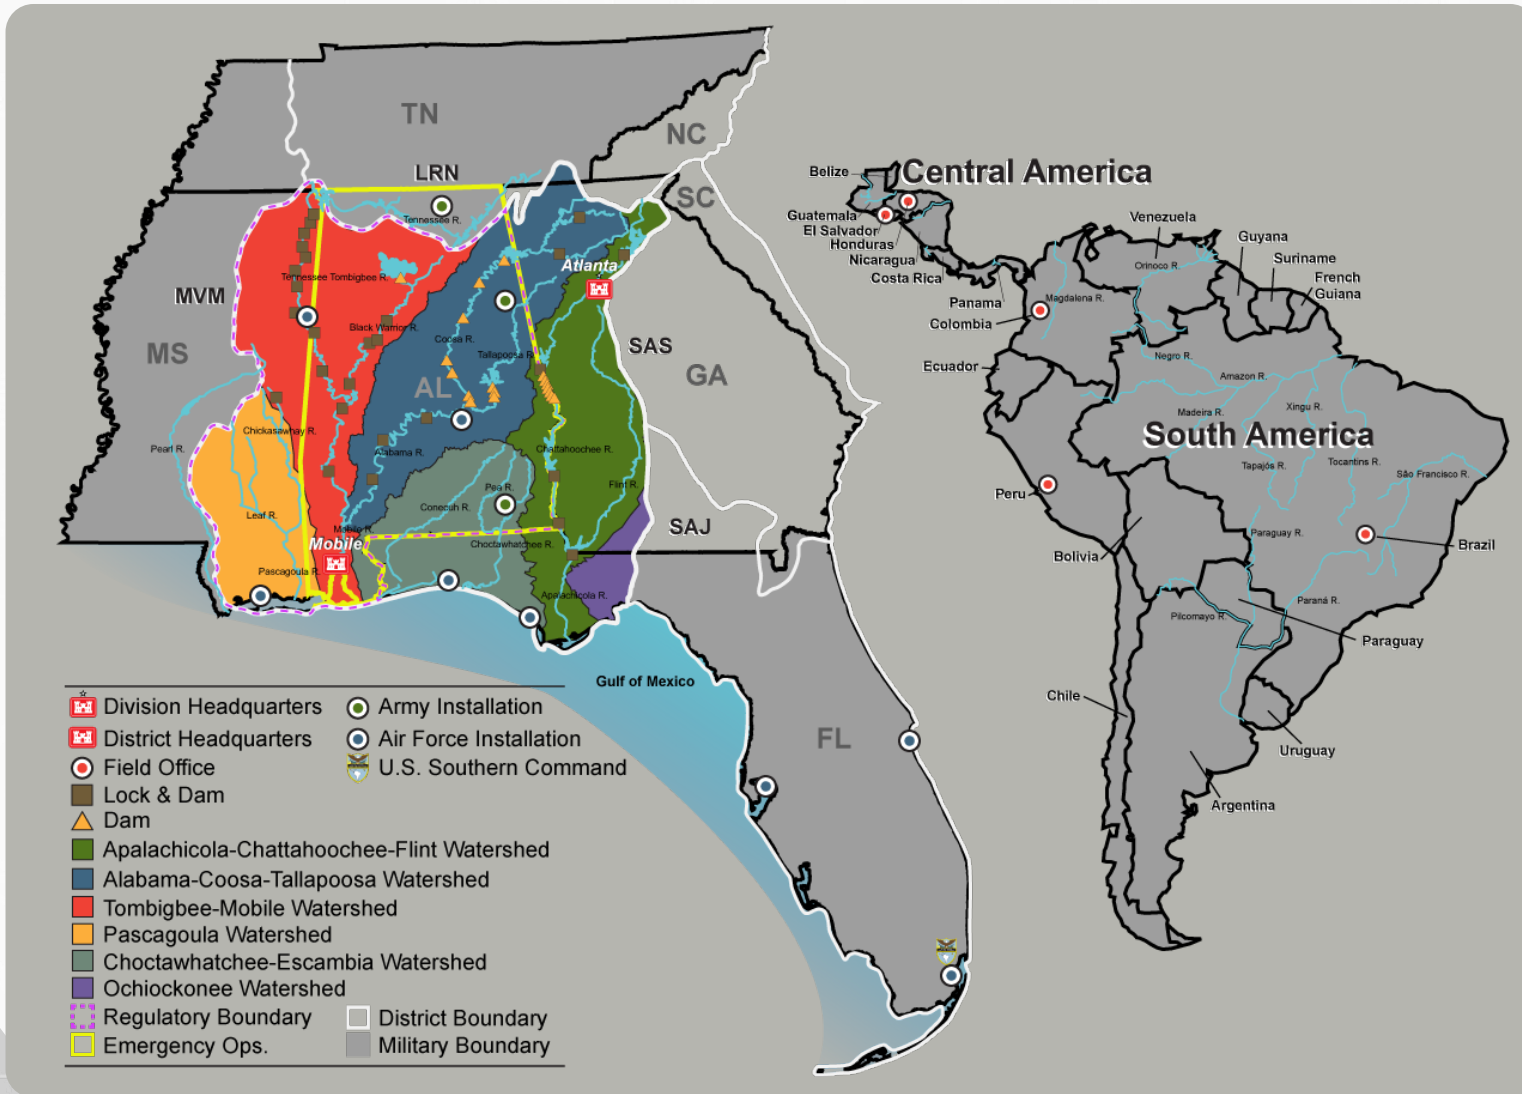 TN
NC
LRN
SC
Tennessee R.
MVM
Tennessee Tombigbee R.
Atlanta
MS
Black Warrior R.
Coosa R.
Tallapoosa R.
SAS
GA
AL
Chickasawhay R.
Pearl R.
Alabama R.
Chattahoochee R.
Leaf R.
Pea R.
Flint R.
Conecuh R.
Mobile R.
SAJ
Mobile
Choctawhatchee R.
Pascagoula R.
Apalachicola R.
Gulf of Mexico
FL
Central America
Belize
Guatemala
El Salvador
Honduras
Nicaragua
Costa Rica
Panama
Colombia
Ecuador
Venezuela
Guyana
Suriname
French
Guiana
Orinoco R.
Magdalena R.
Negro R.
Amazon R.
Madeira R.
Xingu R.
South America
Tapajós R.
Tocantins R.
São Francisco R.
Peru
Paraguay R.
Bolivia
Brazil
Paraná R.
Pilcomayo R.
Paraguay
Chile
Uruguay
Argentina
Division Headquarters
District Headquarters
Field Office
Lock & Dam
Dam
Apalachicola-Chattahoochee-Flint Watershed
Alabama-Coosa-Tallapoosa Watershed
Tombigbee-Mobile Watershed
Pascagoula Watershed
Choctawhatchee-Escambia Watershed
Ochiockonee Watershed
Regulatory Boundary
Emergency Ops.
Army Installation
Air Force Installation
U.S. Southern Command
District Boundary
Military Boundary